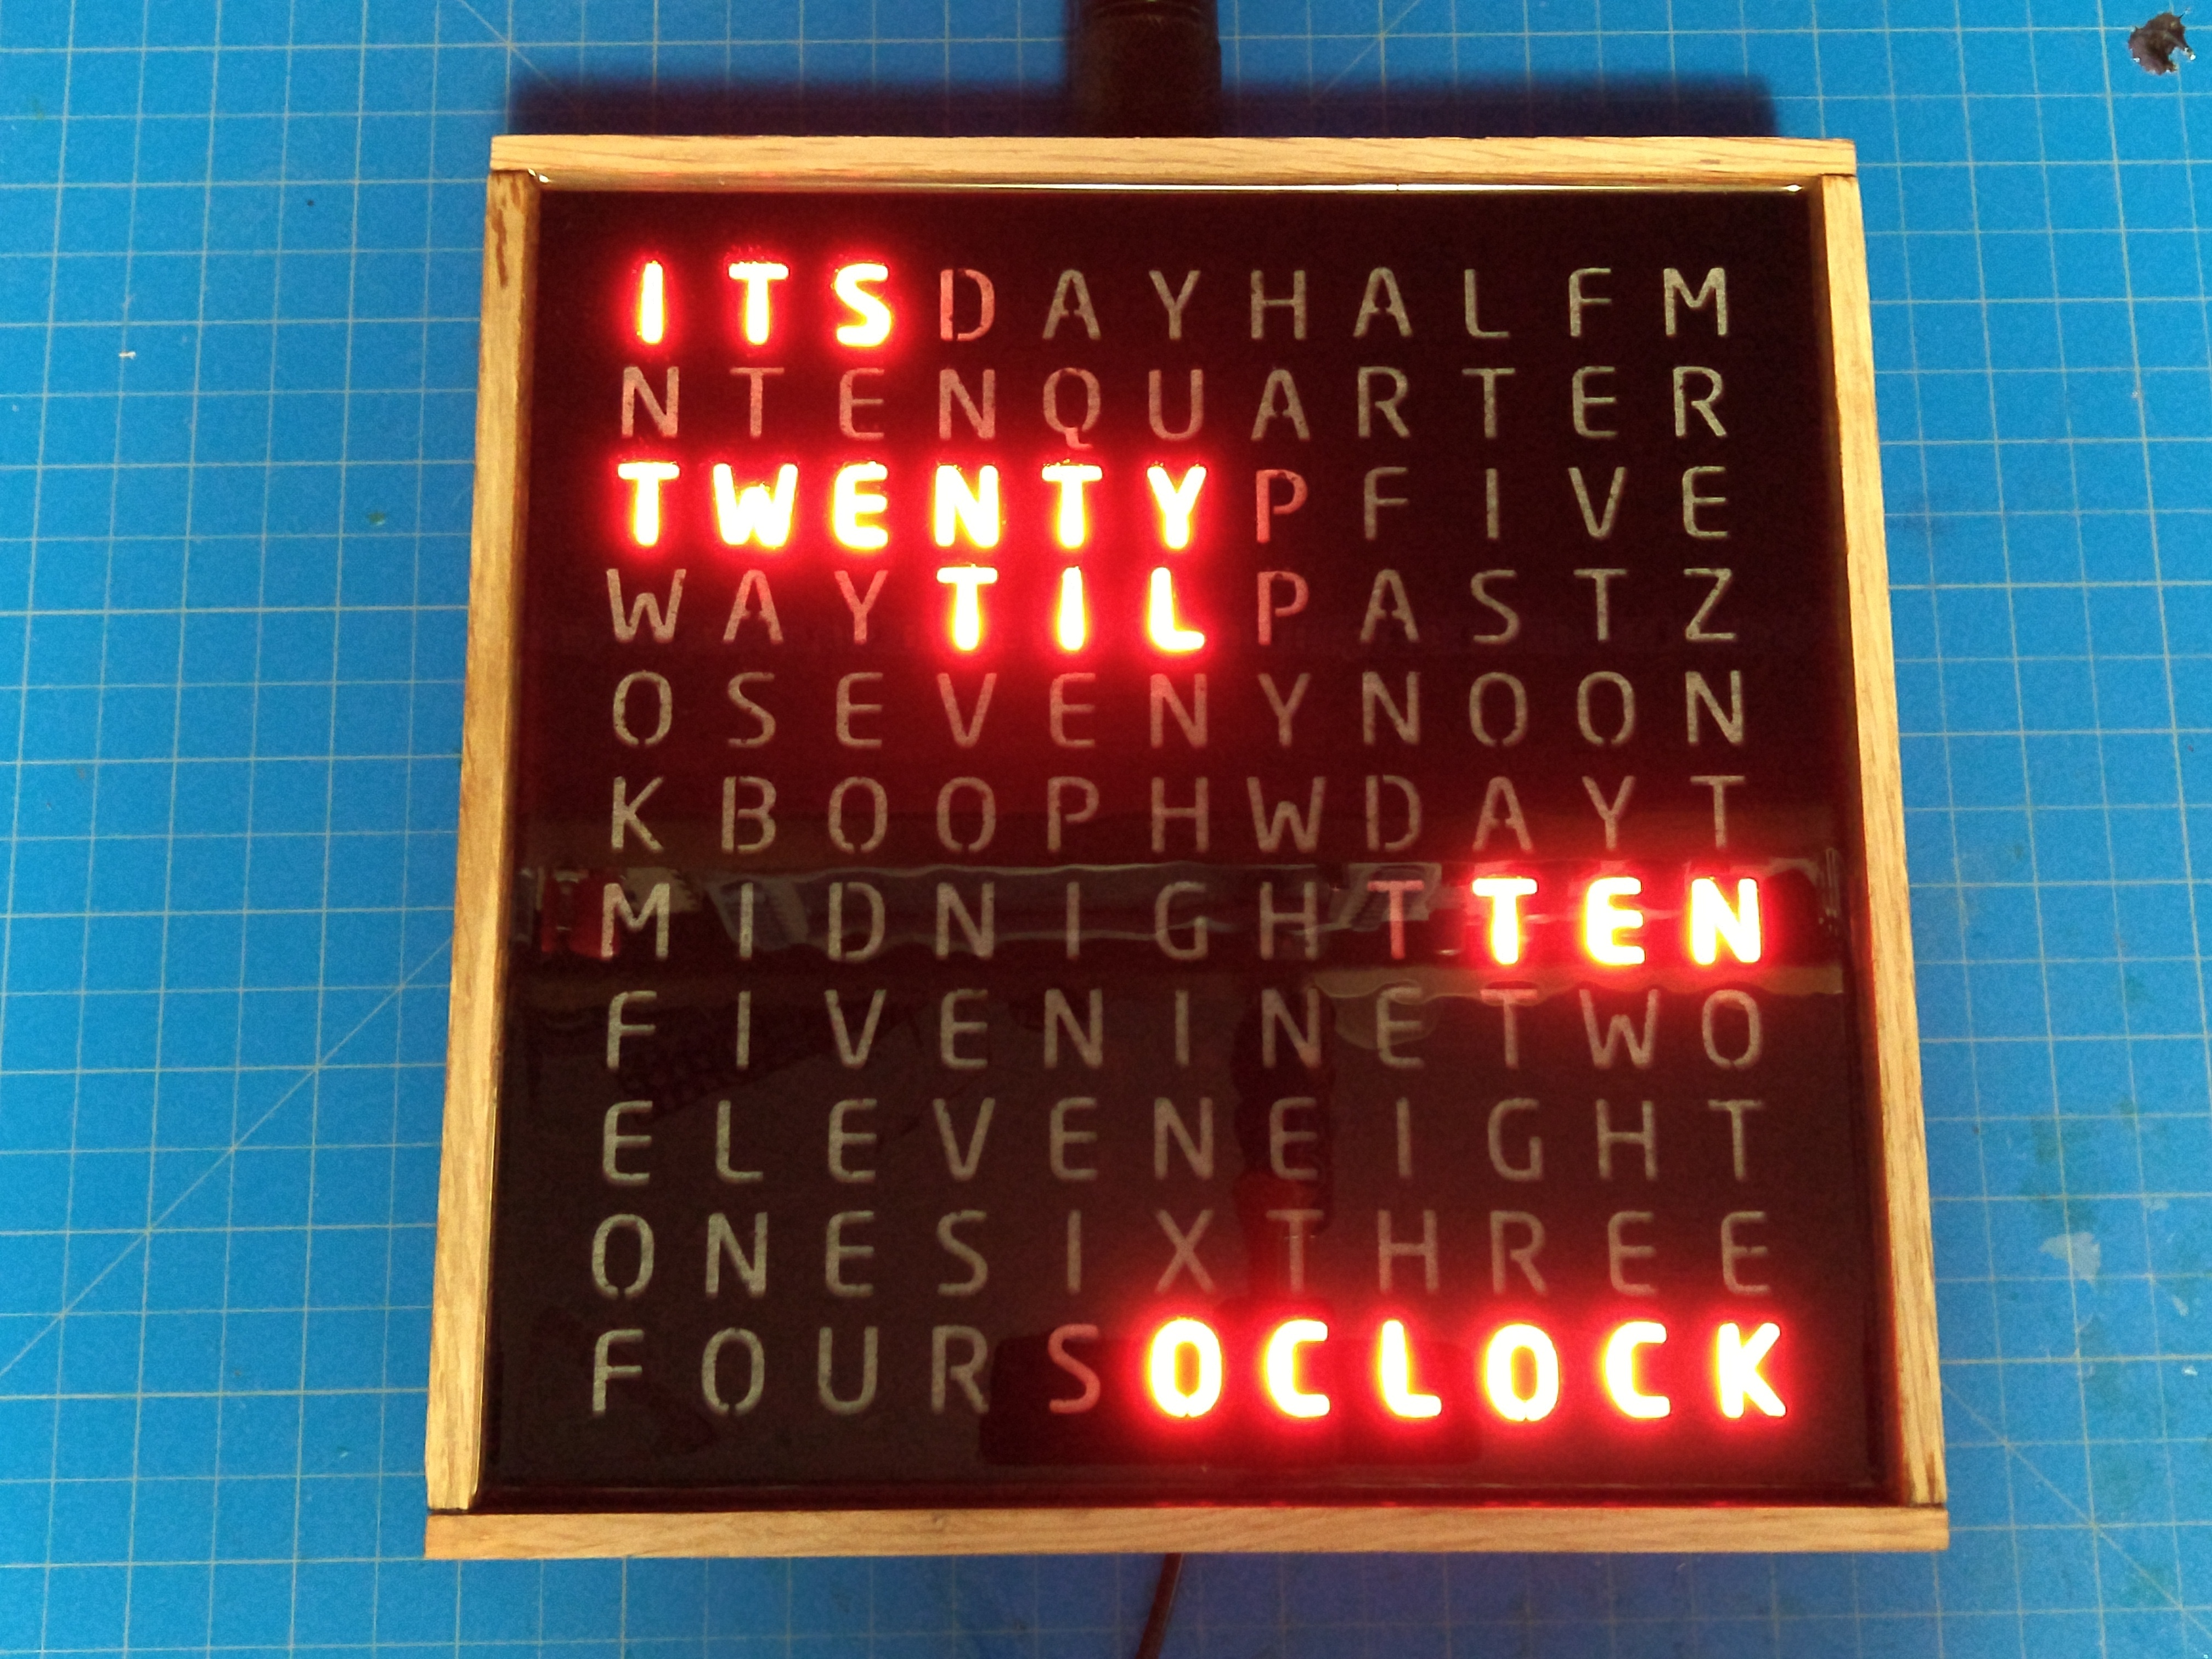 ITSDAYHALFM
NTENQUARTER
TWENTYPFIVE
WAYTILPASTZ
OSEVENYNOON
KBOOPHWDAYT
MIDNIGHTTEN
FIVENINETWO
ELEVENEIGHT
ONESIXTHREE
FOURSOCLOCK